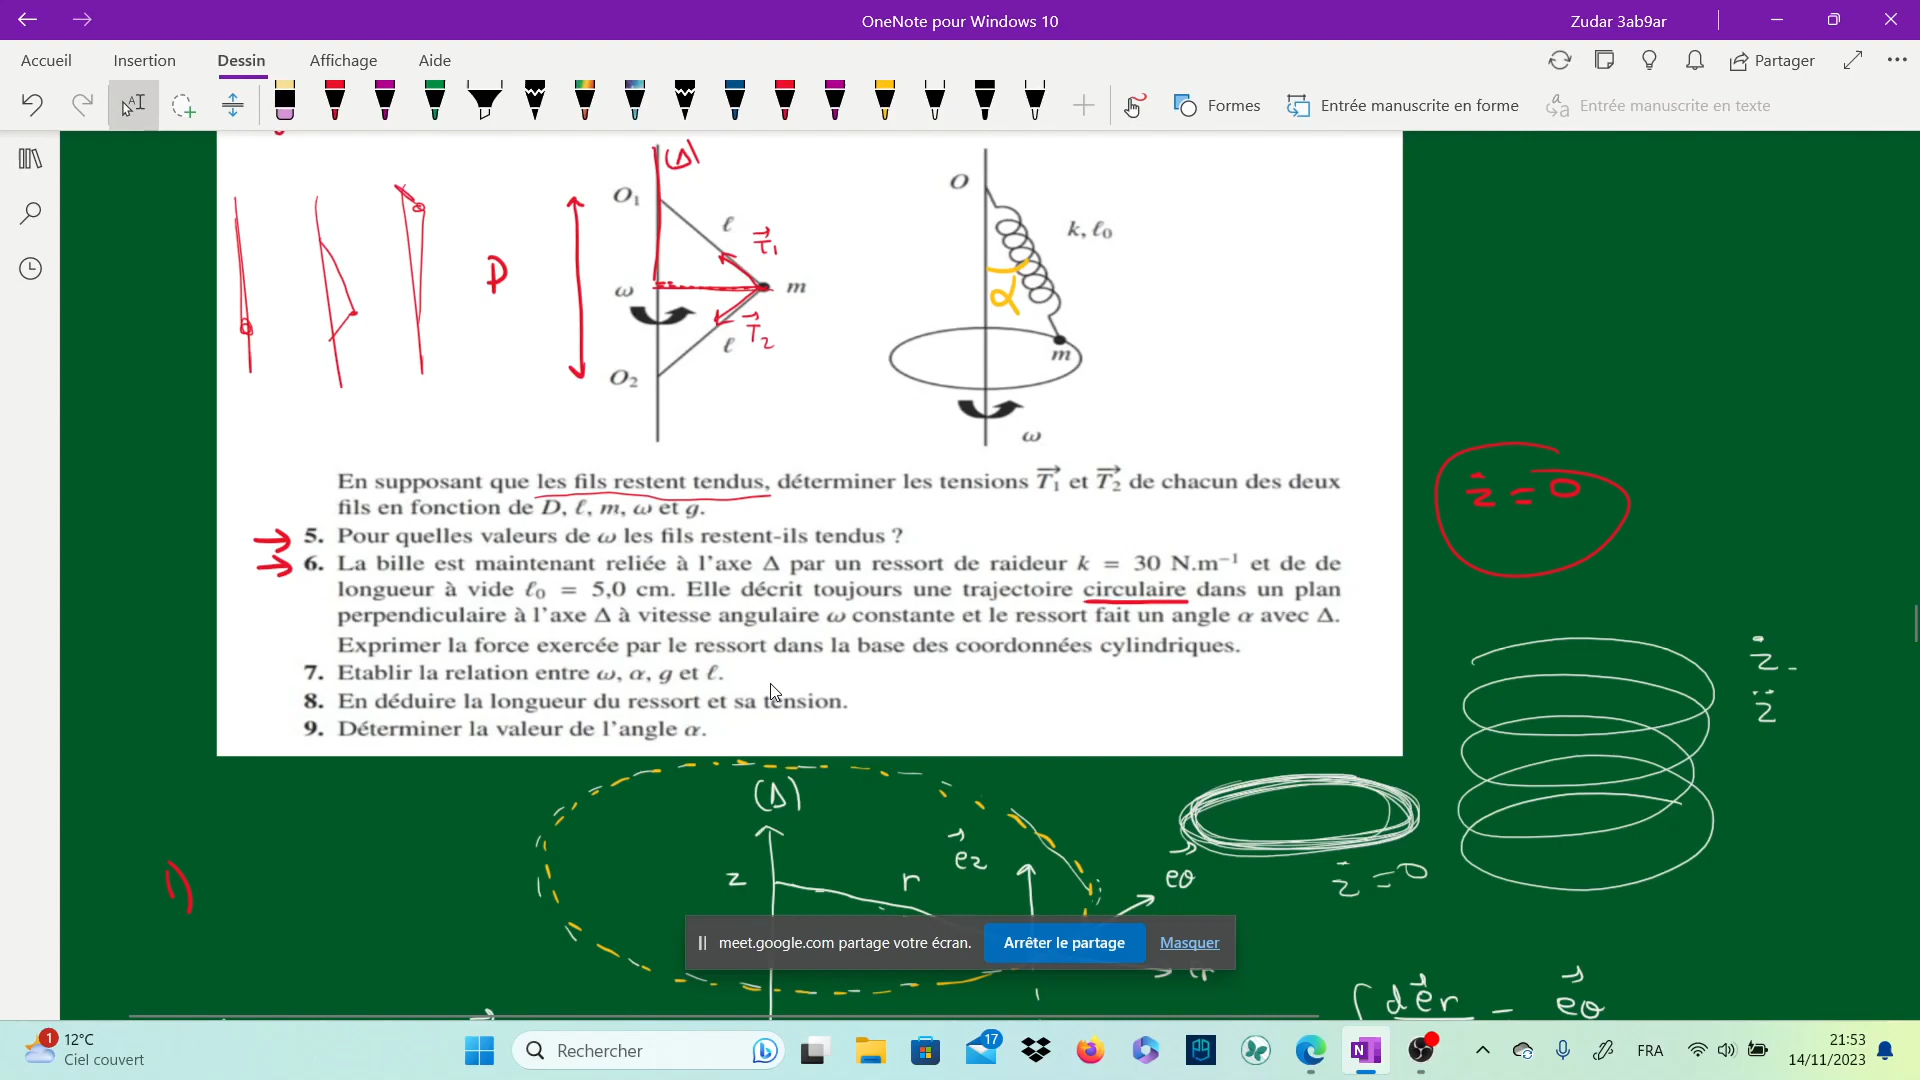 OneNote pour Windows 10
Zudar 3ab9ar
Accueil
Insertion
Dessin
Affichage
Aide
Partager
Formes
Entrée manuscrite en forme
Entrée manuscrite en texte
(Δ)
O₁
ℓ
T⃗₁
D
ω
m
T⃗₂
ℓ
O₂
O
k, ℓ₀
α
m
ω
En supposant que les fils restent tendus, déterminer les tensions T⃗₁ et T⃗₂ de chacun des deux
fils en fonction de D, ℓ, m, ω et g.
5. Pour quelles valeurs de ω les fils restent-ils tendus ?
6. La bille est maintenant reliée à l'axe Δ par un ressort de raideur k = 30 N.m⁻¹ et de de
longueur à vide ℓ₀ = 5,0 cm. Elle décrit toujours une trajectoire circulaire dans un plan
perpendiculaire à l'axe Δ à vitesse angulaire ω constante et le ressort fait un angle α avec Δ.
Exprimer la force exercée par le ressort dans la base des coordonnées cylindriques.
7. Etablir la relation entre ω, α, g et ℓ.
8. En déduire la longueur du ressort et sa tension.
9. Déterminer la valeur de l'angle α.
ż = 0
ż -
z̈
(Δ)
z
r
e⃗z
e⃗θ
ż = 0
1)
meet.google.com partage votre écran.
Arrêter le partage
Masquer
er
de⃗r – e⃗θ
1
12°C
Ciel couvert
Rechercher
17
FRA
21:53
14/11/2023